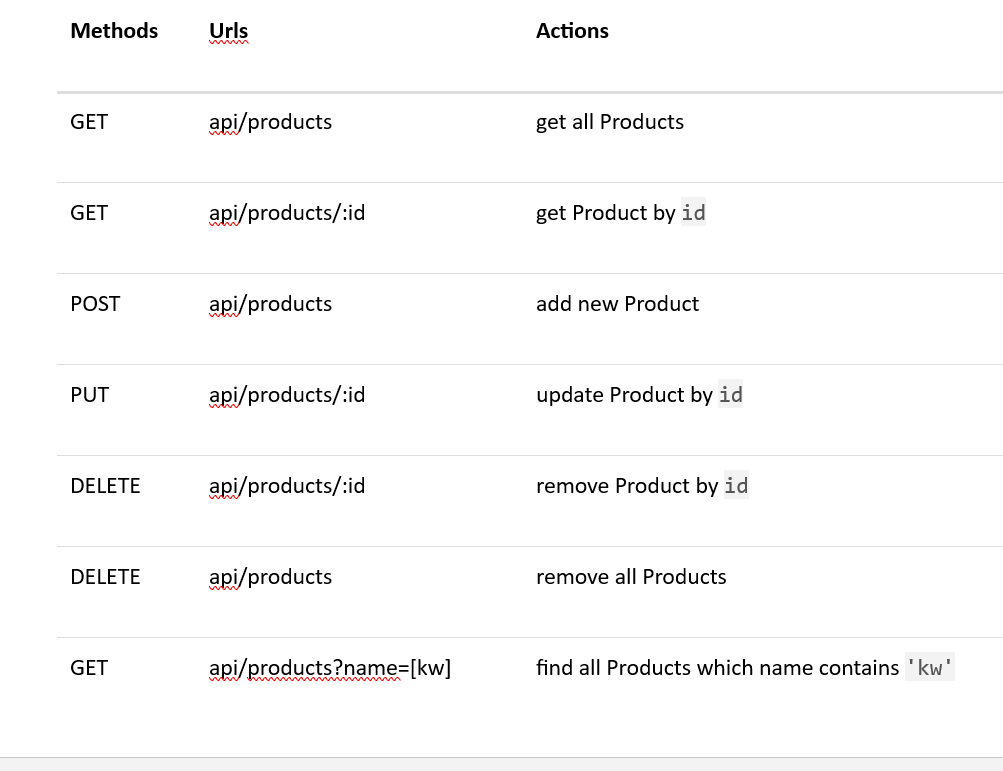 Methods Urls Actions
GET api/products get all Products
GET api/products/:id get Product by id
POST api/products add new Product
PUT api/products/:id update Product by id
DELETE api/products/:id remove Product by id
DELETE api/products remove all Products
GET api/products?name=[kw] find all Products which name contains 'kw'